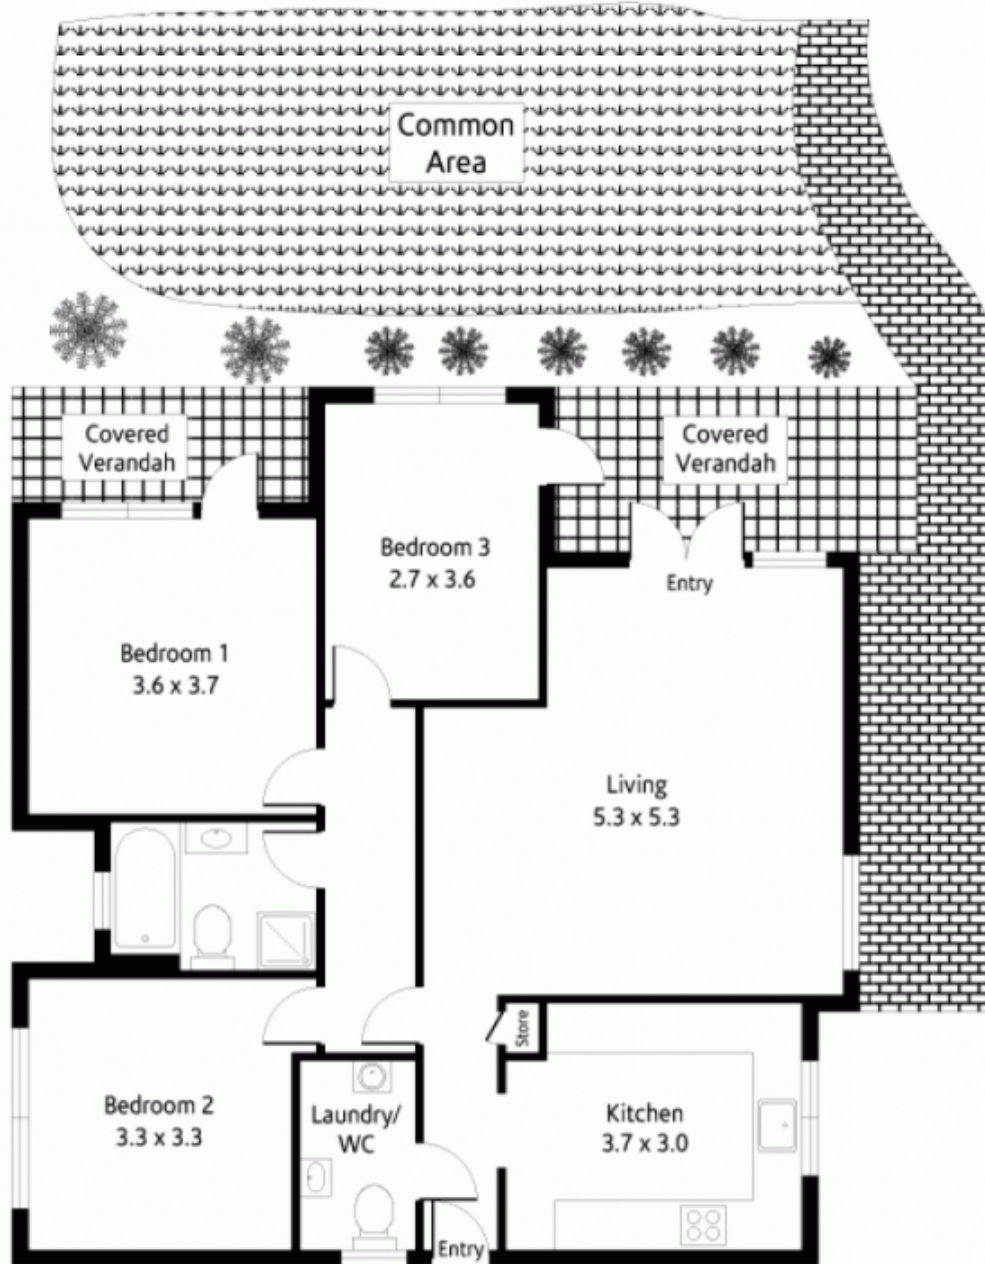 Common
Area
Covered
Verandah
Covered
Verandah
Bedroom 3
2.7 x 3.6
Entry
Bedroom 1
3.6 x 3.7
Living
5.3 x 5.3
Store
Bedroom 2
3.3 x 3.3
Laundry/
WC
Kitchen
3.7 x 3.0
Entry